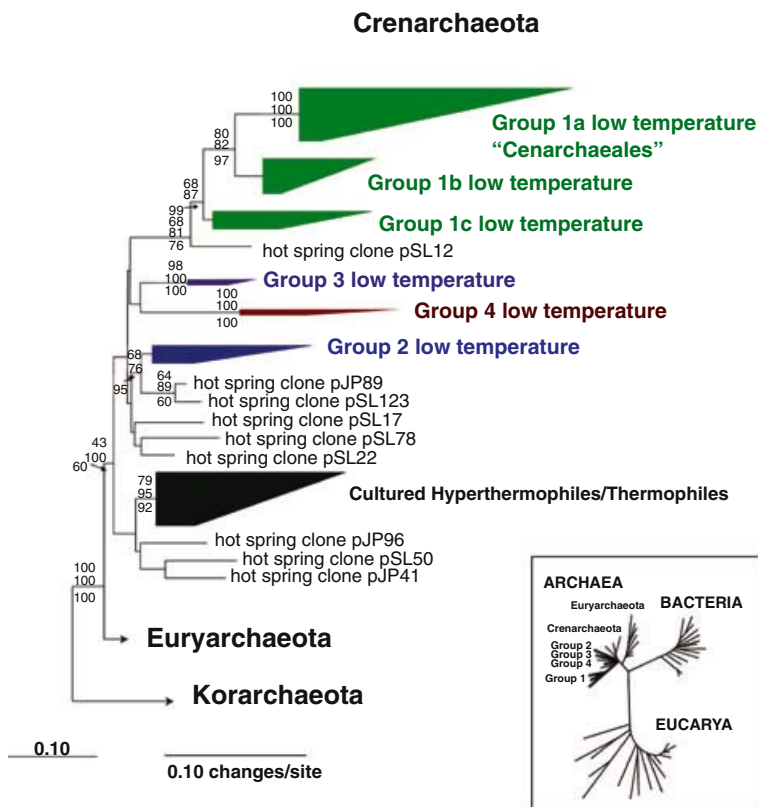 Crenarchaeota
100
100
100
Group 1a low temperature
“Cenarchaeales”
80
82
97
Group 1b low temperature
68
87
Group 1c low temperature
99
68
81
76
hot spring clone pSL12
98
100
100
Group 3 low temperature
100
100
100
Group 4 low temperature
68
Group 2 low temperature
76
95
64
89
60
hot spring clone pJP89
hot spring clone pSL123
hot spring clone pSL17
hot spring clone pSL78
hot spring clone pSL22
43
100
60
79
95
92
Cultured Hyperthermophiles/Thermophiles
hot spring clone pJP96
hot spring clone pSL50
hot spring clone pJP41
100
100
100
Euryarchaeota
Korarchaeota
0.10
0.10 changes/site
ARCHAEA
Euryarchaeota
BACTERIA
Crenarchaeota
Group 2
Group 3
Group 4
Group 1
EUCARYA